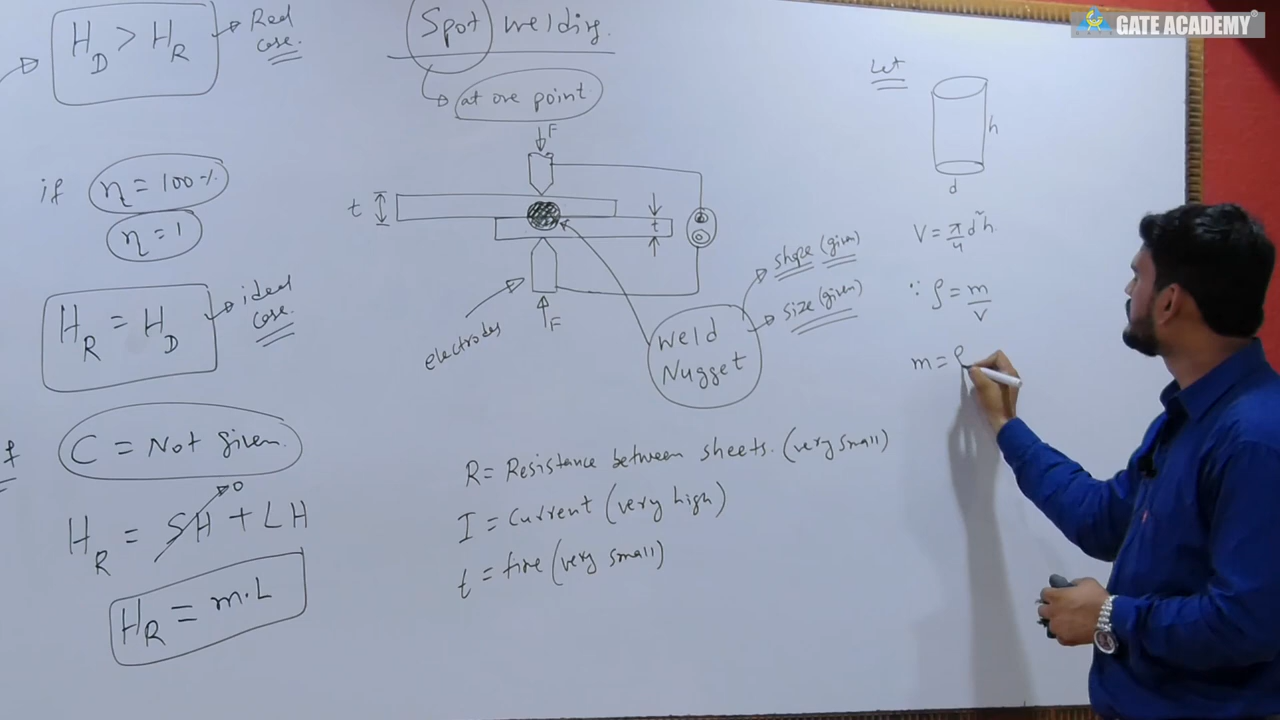 GATE ACADEMY®
H_D > H_R
Real
case.
if η = 100%
η = 1
H_R = H_D
ideal
case.
If C = Not given.
H_R = SH + LH
0
H_R = m.L
Spot welding.
at one point
F
t
t
F
electrodes
Weld
Nugget
shape (given)
size (given)
R = Resistance between sheets. (very small)
I = current (very high)
t = time (very small)
Let
h
d
V = π/4 d²h
∵ ρ = m/V
m = ρ